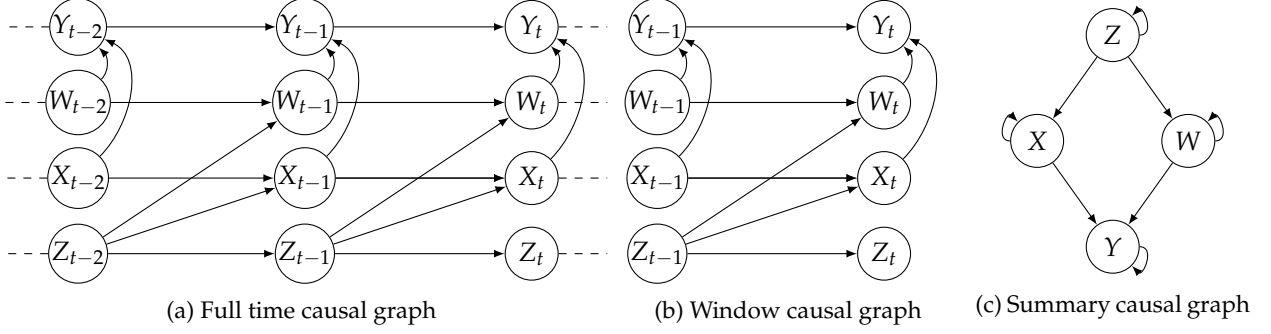 Y_{t−2} Y_{t−1} Y_t Y_{t−1} Y_t Z
W_{t−2} W_{t−1} W_t W_{t−1} W_t
X W
X_{t−2} X_{t−1} X_t X_{t−1} X_t
Z_{t−2} Z_{t−1} Z_t Z_{t−1} Z_t Y
(a) Full time causal graph
(b) Window causal graph
(c) Summary causal graph